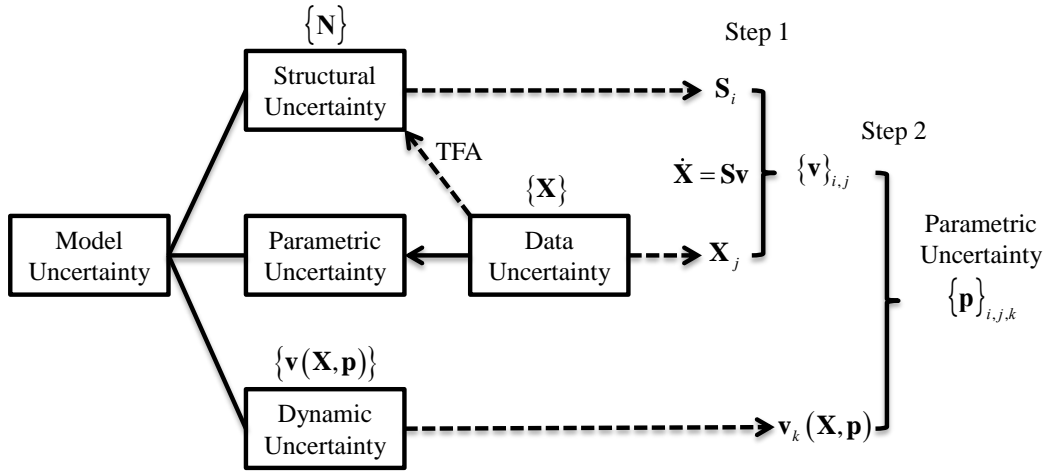 {N}
Step 1
Structural
Uncertainty
S_i
TFA
Step 2
{X}
Ẋ = Sv
{v}_{i,j}
Model
Uncertainty
Parametric
Uncertainty
Data
Uncertainty
X_j
Parametric
Uncertainty
{p}_{i,j,k}
{v(X,p)}
Dynamic
Uncertainty
v_k(X,p)